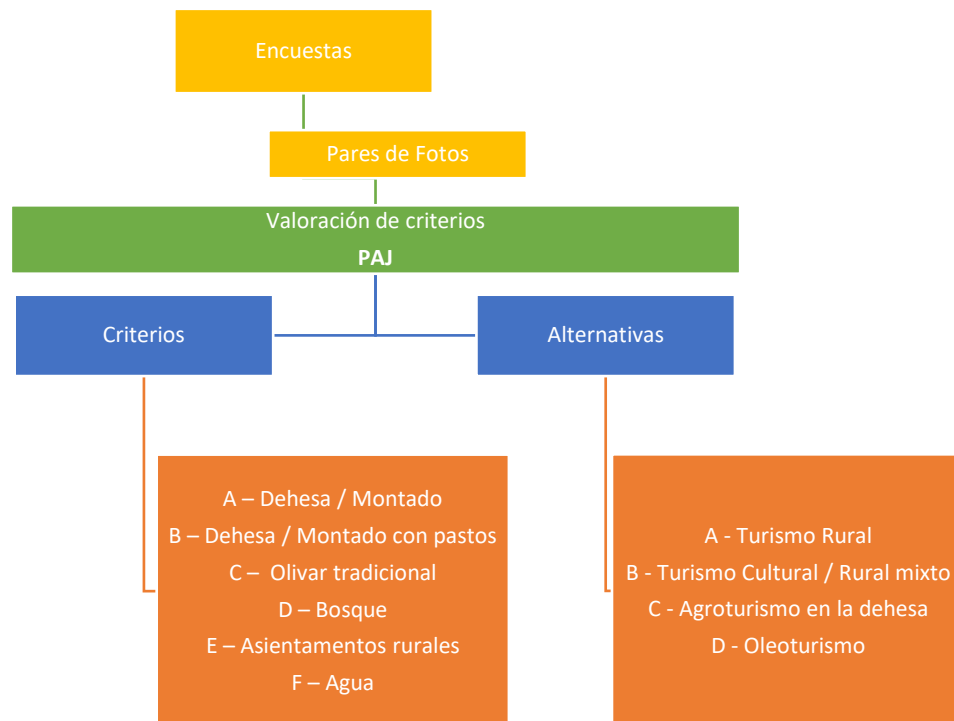 Encuestas
Pares de Fotos
Valoración de criterios
PAJ
Criterios
Alternativas
A – Dehesa / Montado
B – Dehesa / Montado con pastos
C – Olivar tradicional
D – Bosque
E – Asientamentos rurales
F – Agua
A - Turismo Rural
B - Turismo Cultural / Rural mixto
C - Agroturismo en la dehesa
D - Oleoturismo